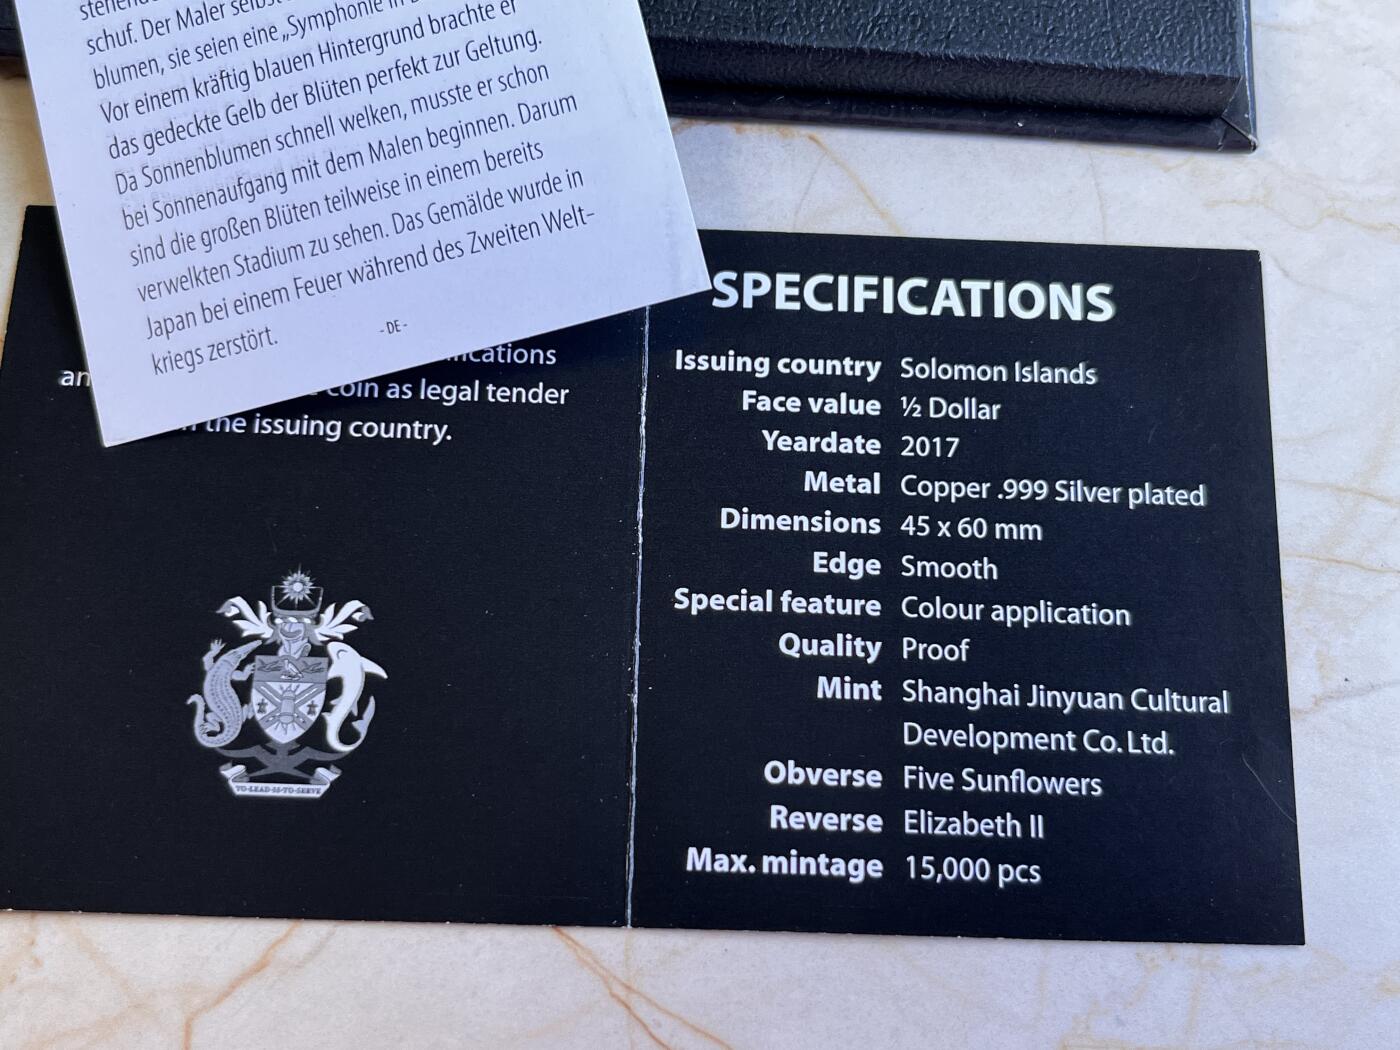 schuf. Der Maler selbst
blumen, sie seien eine „Symphonie in
Vor einem kräftig blauen Hintergrund brachte er
das gedeckte Gelb der Blüten perfekt zur Geltung.
Da Sonnenblumen schnell welken, musste er schon
bei Sonnenaufgang mit dem Malen beginnen. Darum
sind die großen Blüten teilweise in einem bereits
verwelkten Stadium zu sehen. Das Gemälde wurde in
Japan bei einem Feuer während des Zweiten Welt-
kriegs zerstört.
- DE -
coin as legal tender
the issuing country.
TO·LEAD·IS·TO·SERVE
SPECIFICATIONS
Issuing country Solomon Islands
Face value ½ Dollar
Yeardate 2017
Metal Copper .999 Silver plated
Dimensions 45 x 60 mm
Edge Smooth
Special feature Colour application
Quality Proof
Mint Shanghai Jinyuan Cultural
Development Co. Ltd.
Obverse Five Sunflowers
Reverse Elizabeth II
Max. mintage 15,000 pcs